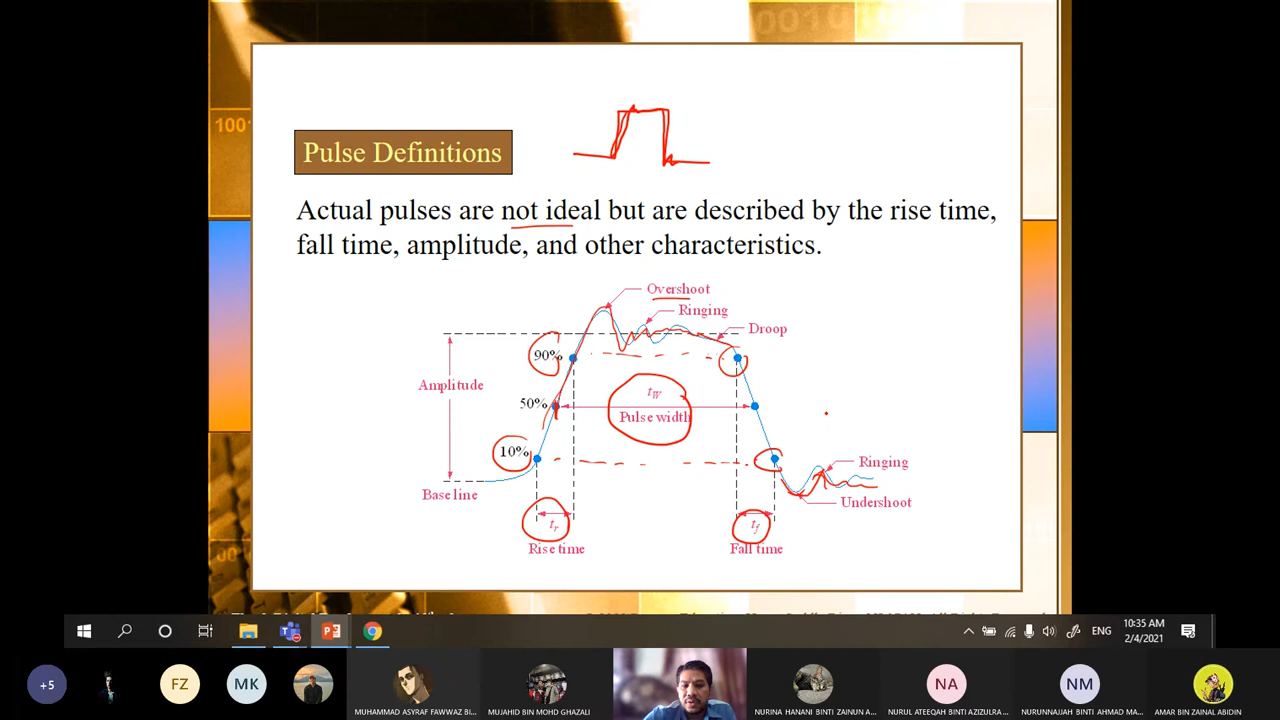 100
Pulse Definitions
Actual pulses are not ideal but are described by the rise time,
fall time, amplitude, and other characteristics.
Overshoot
Ringing
Droop
90%
Amplitude
50%
tW
Pulse width
10%
Base line
Ringing
Undershoot
tr
tf
Rise time
Fall time
ENG
10:35 AM
2/4/2021
+5
FZ
MK
NA
NM
MUHAMMAD ASYRAF FAWWAZ BI...
MUJAHID BIN MOHD GHAZALI
NURINA HANANI BINTI ZAINUN A...
NURUL ATEEQAH BINTI AZIZULRA...
NURUNNAJJAH BINTI AHMAD MA...
AMAR BIN ZAINAL ABIDIN